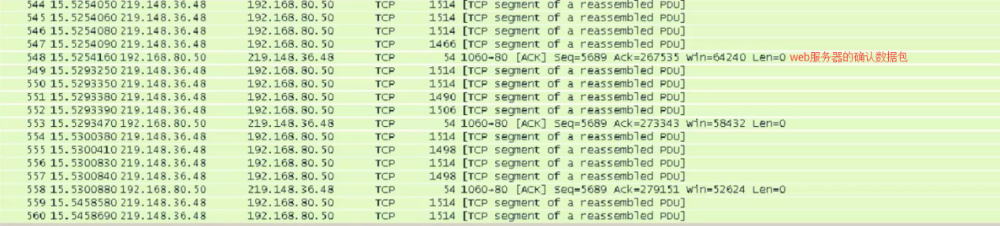 544 15.5254050 219.148.36.48 192.168.80.50 TCP 1514 [TCP segment of a reassembled PDU]
545 15.5254060 219.148.36.48 192.168.80.50 TCP 1514 [TCP segment of a reassembled PDU]
546 15.5254080 219.148.36.48 192.168.80.50 TCP 1514 [TCP segment of a reassembled PDU]
547 15.5254090 219.148.36.48 192.168.80.50 TCP 1466 [TCP segment of a reassembled PDU]
548 15.5254160 192.168.80.50 219.148.36.48 TCP 54 1060→80 [ACK] Seq=5689 Ack=267535 Win=64240 Len=0 web服务器的确认数据包
549 15.5293250 219.148.36.48 192.168.80.50 TCP 1514 [TCP segment of a reassembled PDU]
550 15.5293350 219.148.36.48 192.168.80.50 TCP 1514 [TCP segment of a reassembled PDU]
551 15.5293380 219.148.36.48 192.168.80.50 TCP 1490 [TCP segment of a reassembled PDU]
552 15.5293390 219.148.36.48 192.168.80.50 TCP 1506 [TCP segment of a reassembled PDU]
553 15.5293470 192.168.80.50 219.148.36.48 TCP 54 1060→80 [ACK] Seq=5689 Ack=273343 Win=58432 Len=0
554 15.5300380 219.148.36.48 192.168.80.50 TCP 1514 [TCP segment of a reassembled PDU]
555 15.5300410 219.148.36.48 192.168.80.50 TCP 1498 [TCP segment of a reassembled PDU]
556 15.5300830 219.148.36.48 192.168.80.50 TCP 1514 [TCP segment of a reassembled PDU]
557 15.5300840 219.148.36.48 192.168.80.50 TCP 1498 [TCP segment of a reassembled PDU]
558 15.5300880 192.168.80.50 219.148.36.48 TCP 54 1060→80 [ACK] Seq=5689 Ack=279151 Win=52624 Len=0
559 15.5458580 219.148.36.48 192.168.80.50 TCP 1514 [TCP segment of a reassembled PDU]
560 15.5458690 219.148.36.48 192.168.80.50 TCP 1514 [TCP segment of a reassembled PDU]